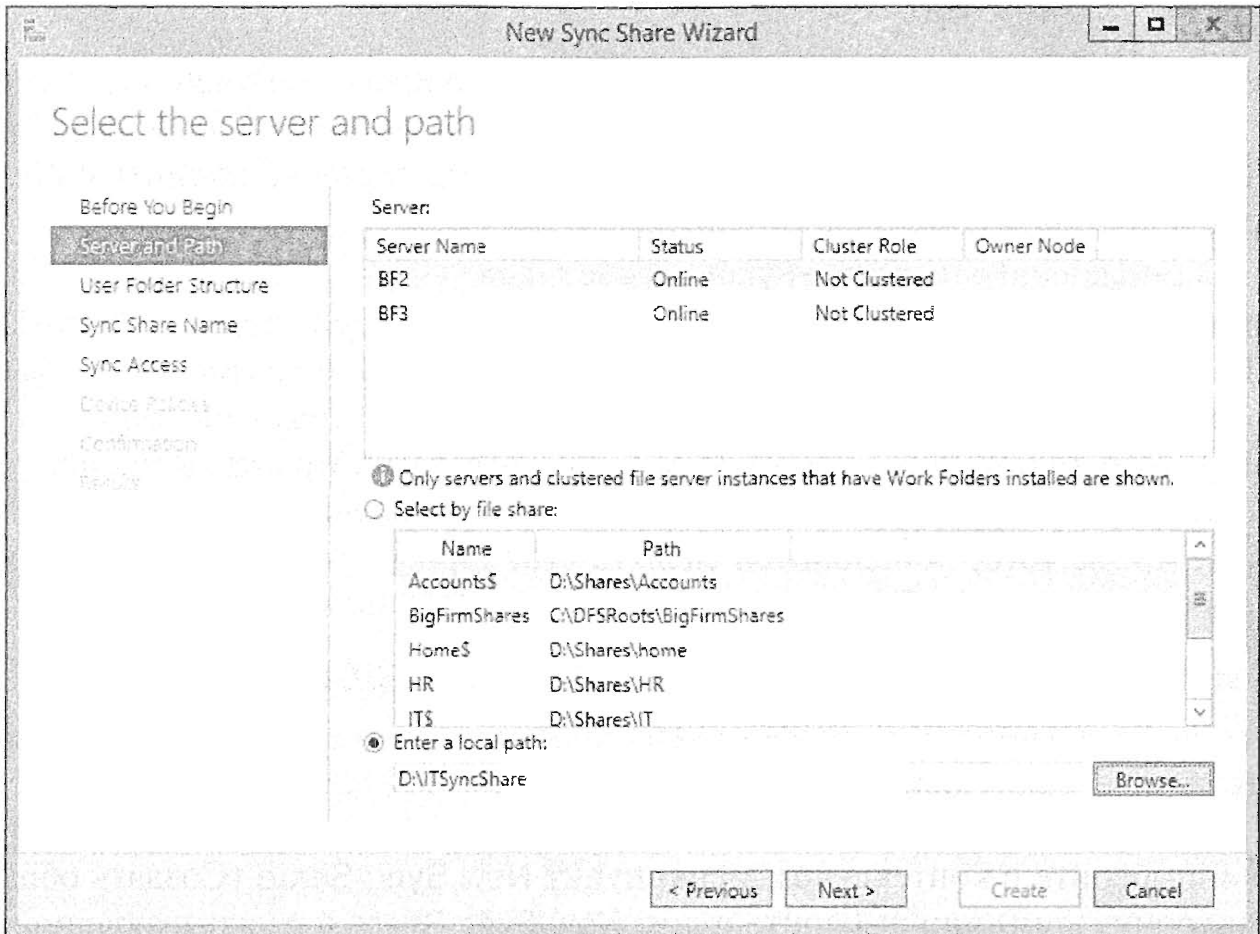 New Sync Share Wizard
Select the server and path
Before You Begin
Server and Path
User Folder Structure
Sync Share Name
Sync Access
Device Policies
Confirmation
Results
Server:
Server Name Status Cluster Role Owner Node
BF2 Online Not Clustered
BF3 Online Not Clustered
Only servers and clustered file server instances that have Work Folders installed are shown.
Select by file share:
Name Path
Accounts$ D:\Shares\Accounts
BigFirmShares C:\DFSRoots\BigFirmShares
Home$ D:\Shares\home
HR D:\Shares\HR
IT$ D:\Shares\IT
Enter a local path:
D:\ITSyncShare
Browse...
< Previous
Next >
Create
Cancel